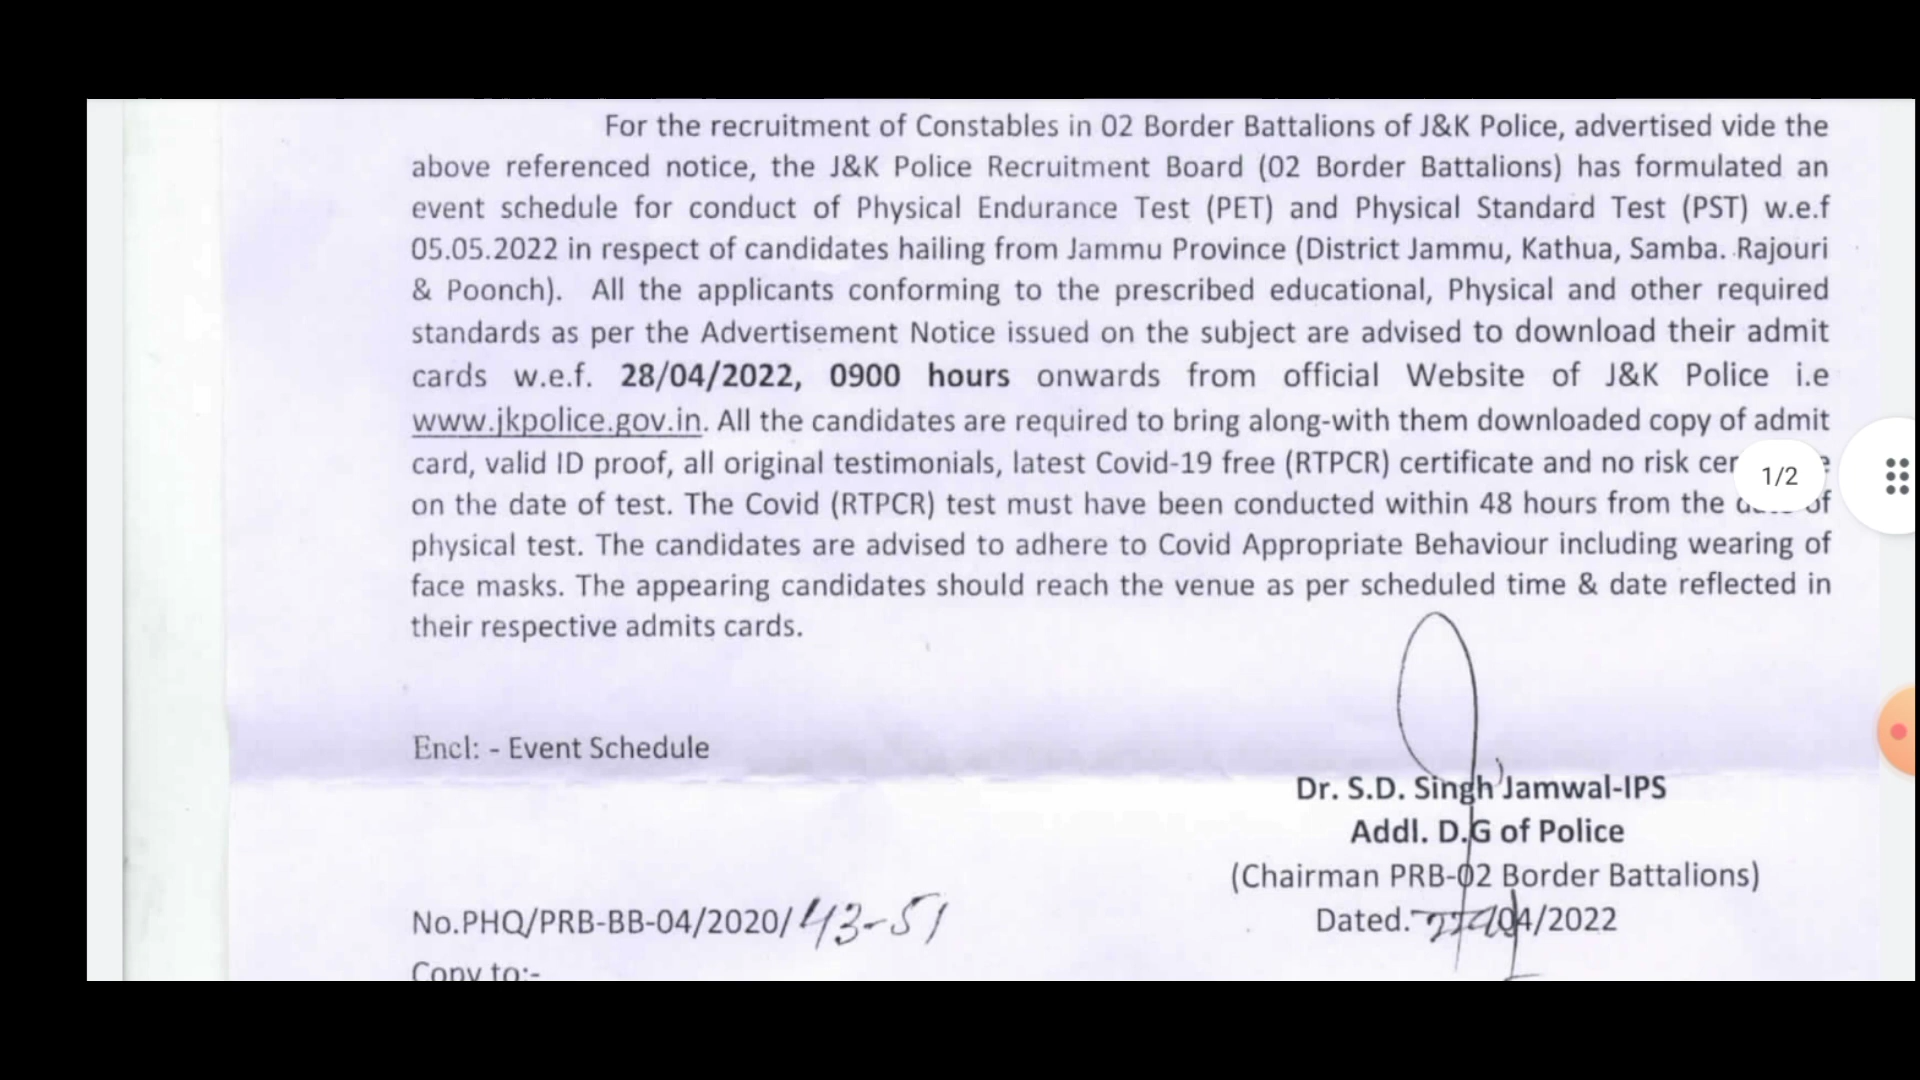 For the recruitment of Constables in 02 Border Battalions of J&K Police, advertised vide the
above referenced notice, the J&K Police Recruitment Board (02 Border Battalions) has formulated an
event schedule for conduct of Physical Endurance Test (PET) and Physical Standard Test (PST) w.e.f
05.05.2022 in respect of candidates hailing from Jammu Province (District Jammu, Kathua, Samba. Rajouri
& Poonch). All the applicants conforming to the prescribed educational, Physical and other required
standards as per the Advertisement Notice issued on the subject are advised to download their admit
cards w.e.f. 28/04/2022, 0900 hours onwards from official Website of J&K Police i.e
www.jkpolice.gov.in. All the candidates are required to bring along-with them downloaded copy of admit
card, valid ID proof, all original testimonials, latest Covid-19 free (RTPCR) certificate and no risk
1/2
on the date of test. The Covid (RTPCR) test must have been conducted within 48 hours from the of
physical test. The candidates are advised to adhere to Covid Appropriate Behaviour including wearing of
face masks. The appearing candidates should reach the venue as per scheduled time & date reflected in
their respective admits cards.
Encl: - Event Schedule
Dr. S.D. Singh Jamwal-IPS
Addl. D.G of Police
(Chairman PRB-02 Border Battalions)
No.PHQ/PRB-BB-04/2020/43-51
Dated. /04/2022
Copy to:-